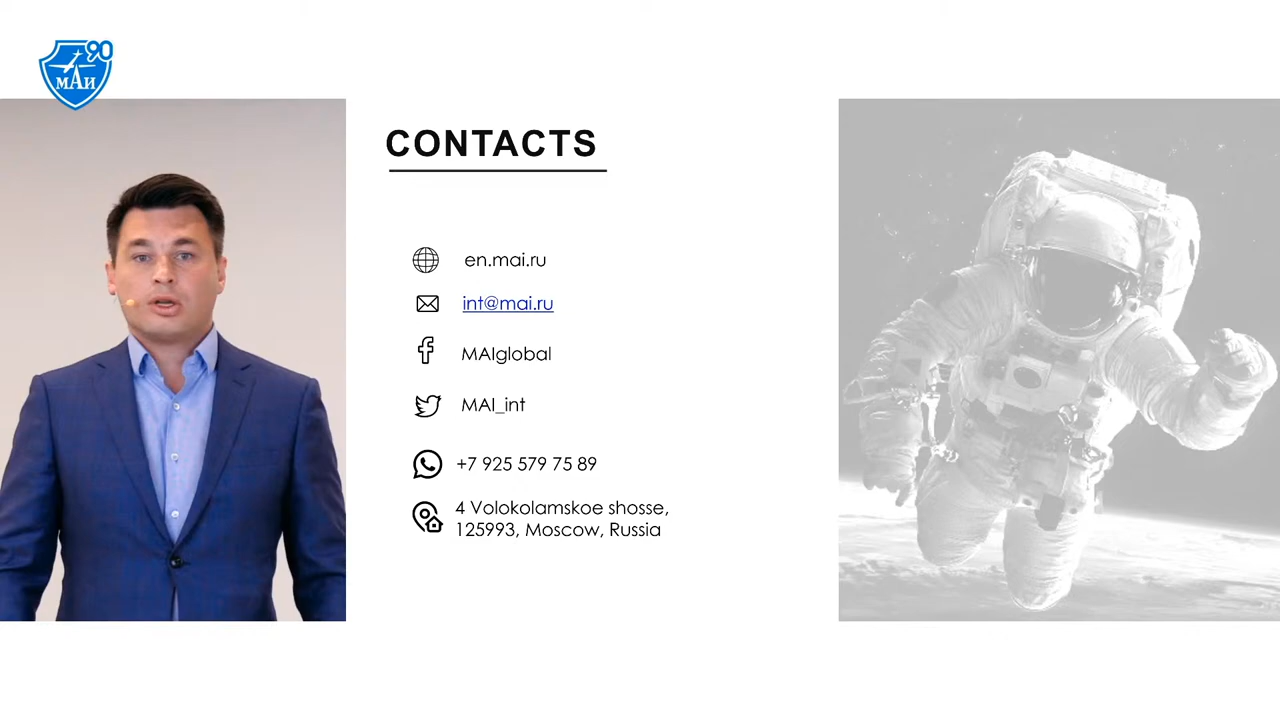 90
МАИ
CONTACTS
en.mai.ru
int@mai.ru
MAIglobal
MAI_int
+7 925 579 75 89
4 Volokolamskoe shosse,
125993, Moscow, Russia